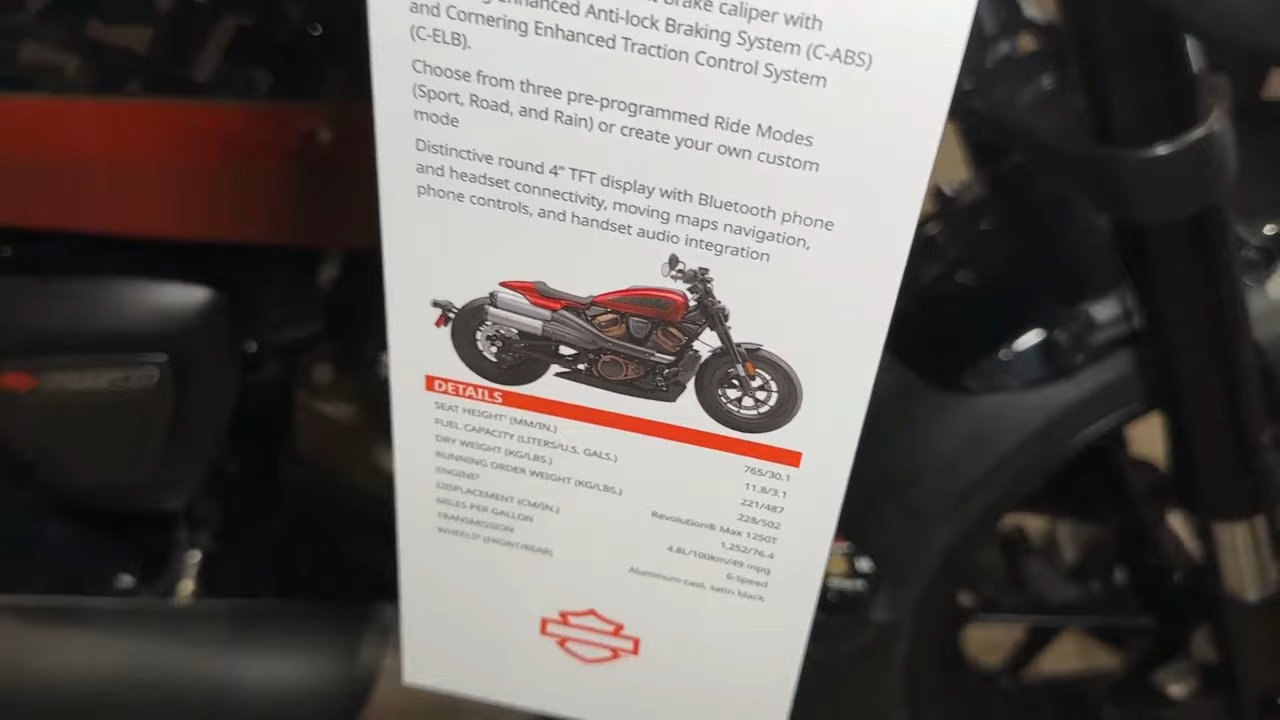 brake caliper with
Enhanced Anti-lock Braking System (C-ABS)
and Cornering Enhanced Traction Control System
(C-ELB).
Choose from three pre-programmed Ride Modes
(Sport, Road, and Rain) or create your own custom
mode
Distinctive round 4" TFT display with Bluetooth phone
and headset connectivity, moving maps navigation,
phone controls, and handset audio integration
DETAILS
SEAT HEIGHT¹ (MM/IN.) 765/30.1
FUEL CAPACITY (LITERS/U.S. GALS.) 11.8/3.1
DRY WEIGHT (KG/LBS.) 221/487
RUNNING ORDER WEIGHT (KG/LBS.) 228/502
ENGINE² Revolution® Max 1250T
DISPLACEMENT (CM/IN.) 1,252/76.4
MILES PER GALLON 4.8L/100km/49 mpg
TRANSMISSION 6-Speed
WHEELS (FRONT/REAR) Aluminum cast, satin black